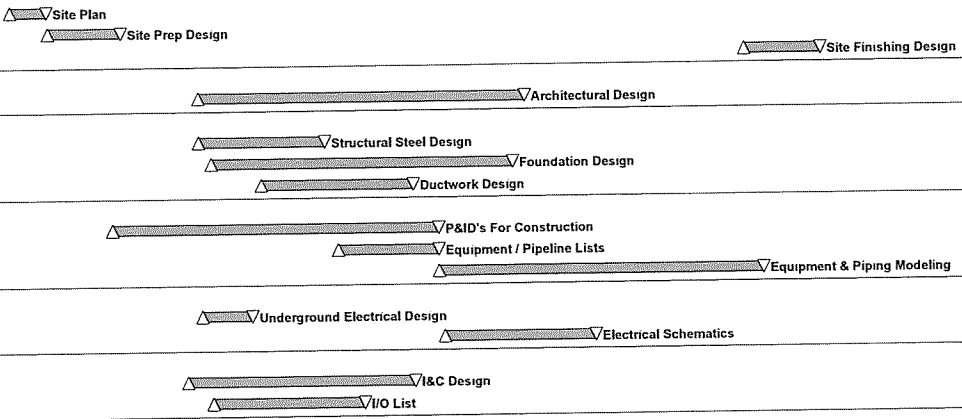 Site Plan
Site Prep Design
Site Finishing Design
Architectural Design
Structural Steel Design
Foundation Design
Ductwork Design
P&ID's For Construction
Equipment / Pipeline Lists
Equipment & Piping Modeling
Underground Electrical Design
Electrical Schematics
I&C Design
I/O List